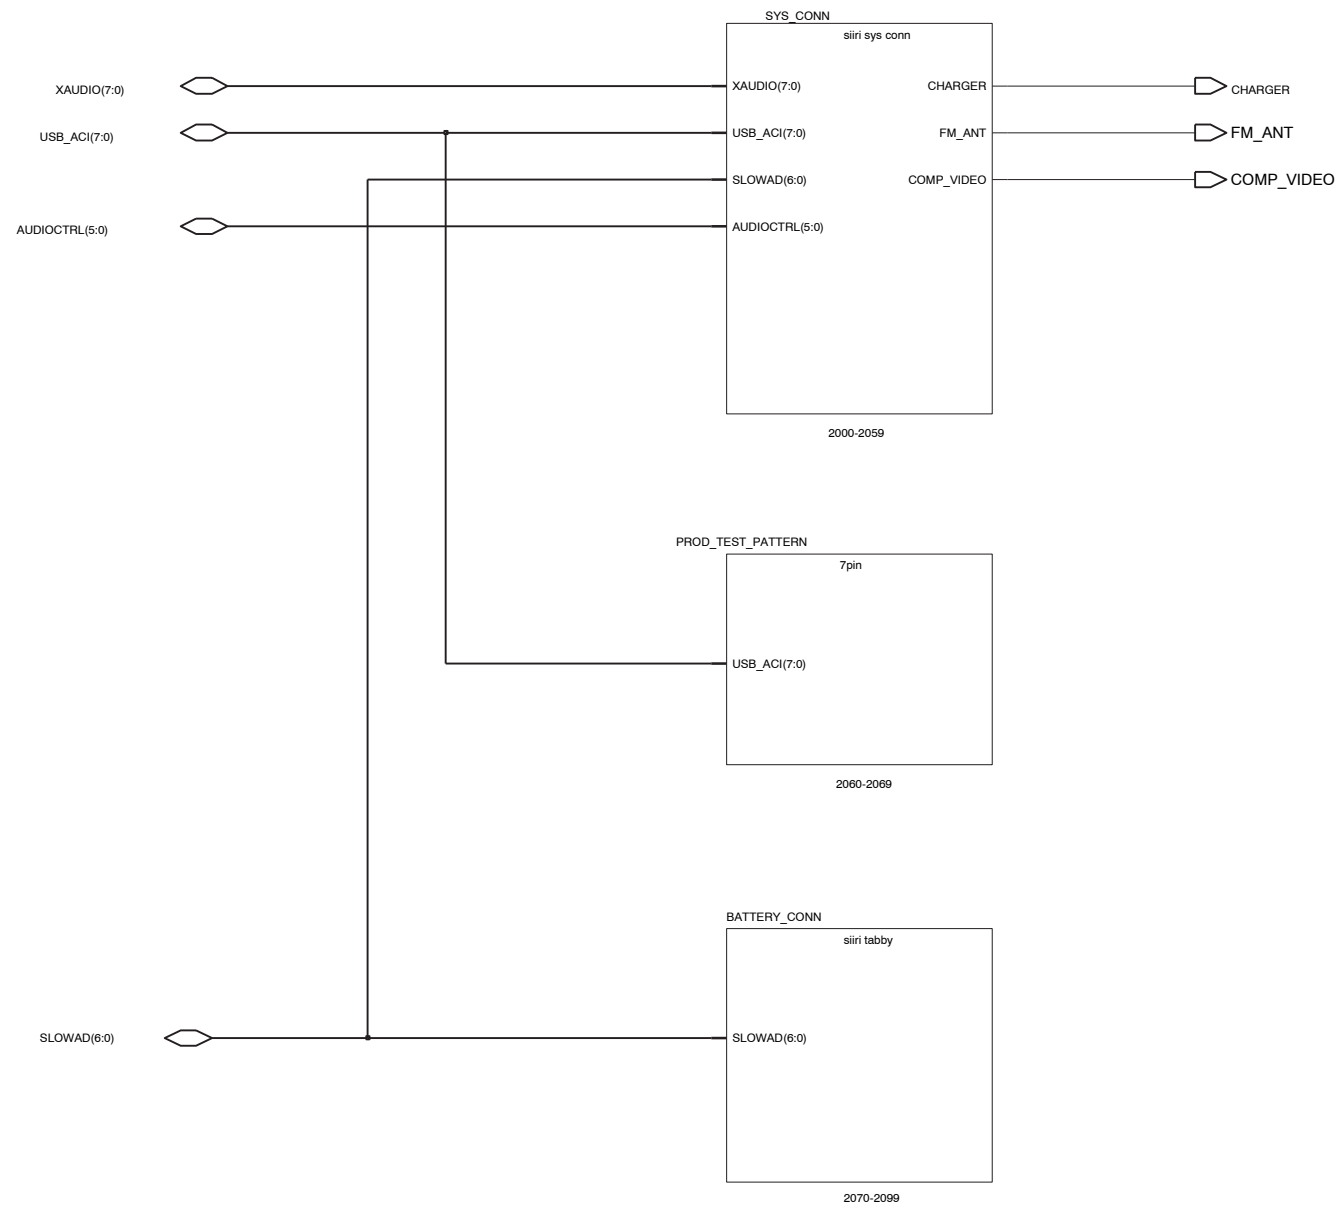 SYS_CONN
siiri sys conn
XAUDIO(7:0) XAUDIO(7:0) CHARGER CHARGER
USB_ACI(7:0) USB_ACI(7:0) FM_ANT FM_ANT
SLOWAD(6:0) COMP_VIDEO COMP_VIDEO
AUDIOCTRL(5:0) AUDIOCTRL(5:0)
2000-2059
PROD_TEST_PATTERN
7pin
USB_ACI(7:0)
2060-2069
BATTERY_CONN
siiri tabby
SLOWAD(6:0) SLOWAD(6:0)
2070-2099